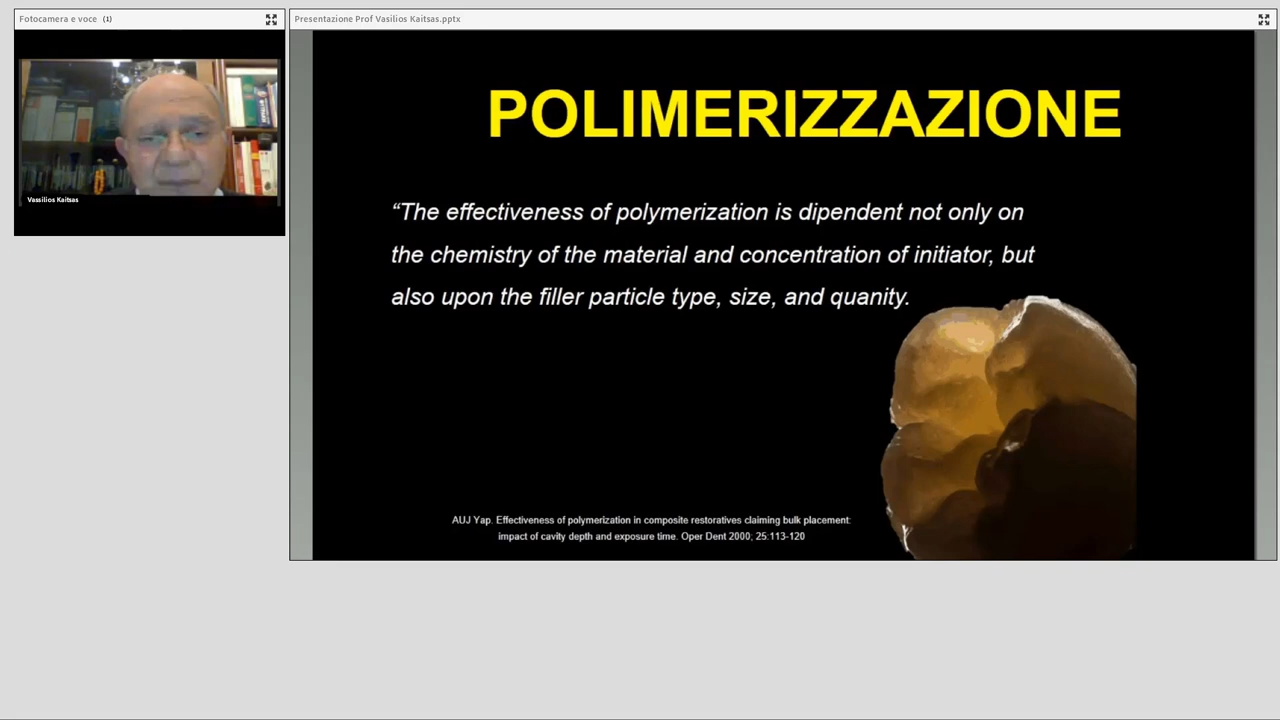 Fotocamera e voce (1)
Vassilios Kaitsas
Presentazione Prof Vasilios Kaitsas.pptx
POLIMERIZZAZIONE
“The effectiveness of polymerization is dipendent not only on
the chemistry of the material and concentration of initiator, but
also upon the filler particle type, size, and quanity.
AUJ Yap. Effectiveness of polymerization in composite restoratives claiming bulk placement:
impact of cavity depth and exposure time. Oper Dent 2000; 25:113-120